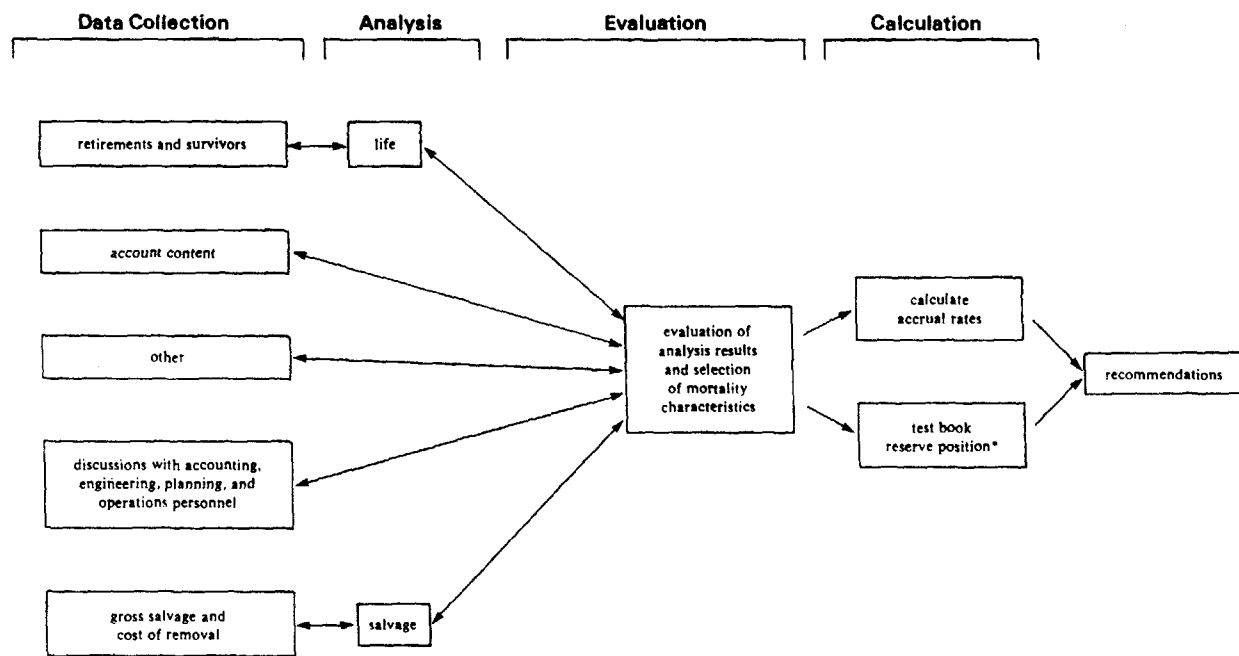 Data Collection
Analysis
Evaluation
Calculation
retirements and survivors
life
account content
other
discussions with accounting,
engineering, planning, and
operations personnel
gross salvage and
cost of removal
salvage
evaluation of
analysis results
and selection
of mortality
characteristics
calculate
accrual rates
test book
reserve position*
recommendations